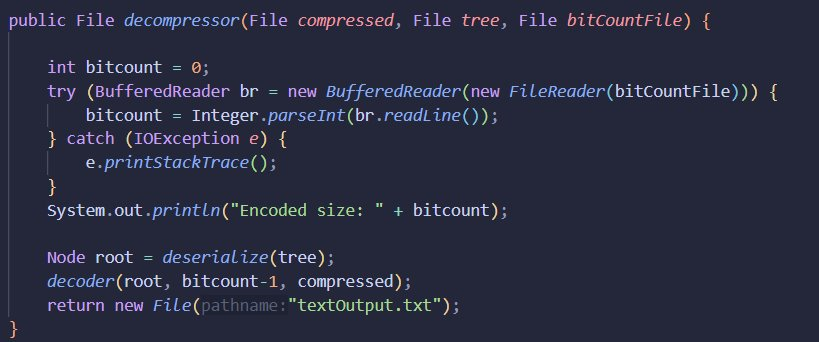 public File decompressor(File compressed, File tree, File bitCountFile) {
int bitcount = 0;
try (BufferedReader br = new BufferedReader(new FileReader(bitCountFile))) {
bitcount = Integer.parseInt(br.readLine());
} catch (IOException e) {
e.printStackTrace();
}
System.out.println("Encoded size: " + bitcount);
Node root = deserialize(tree);
decoder(root, bitcount-1, compressed);
return new File(pathname:"textOutput.txt");
}